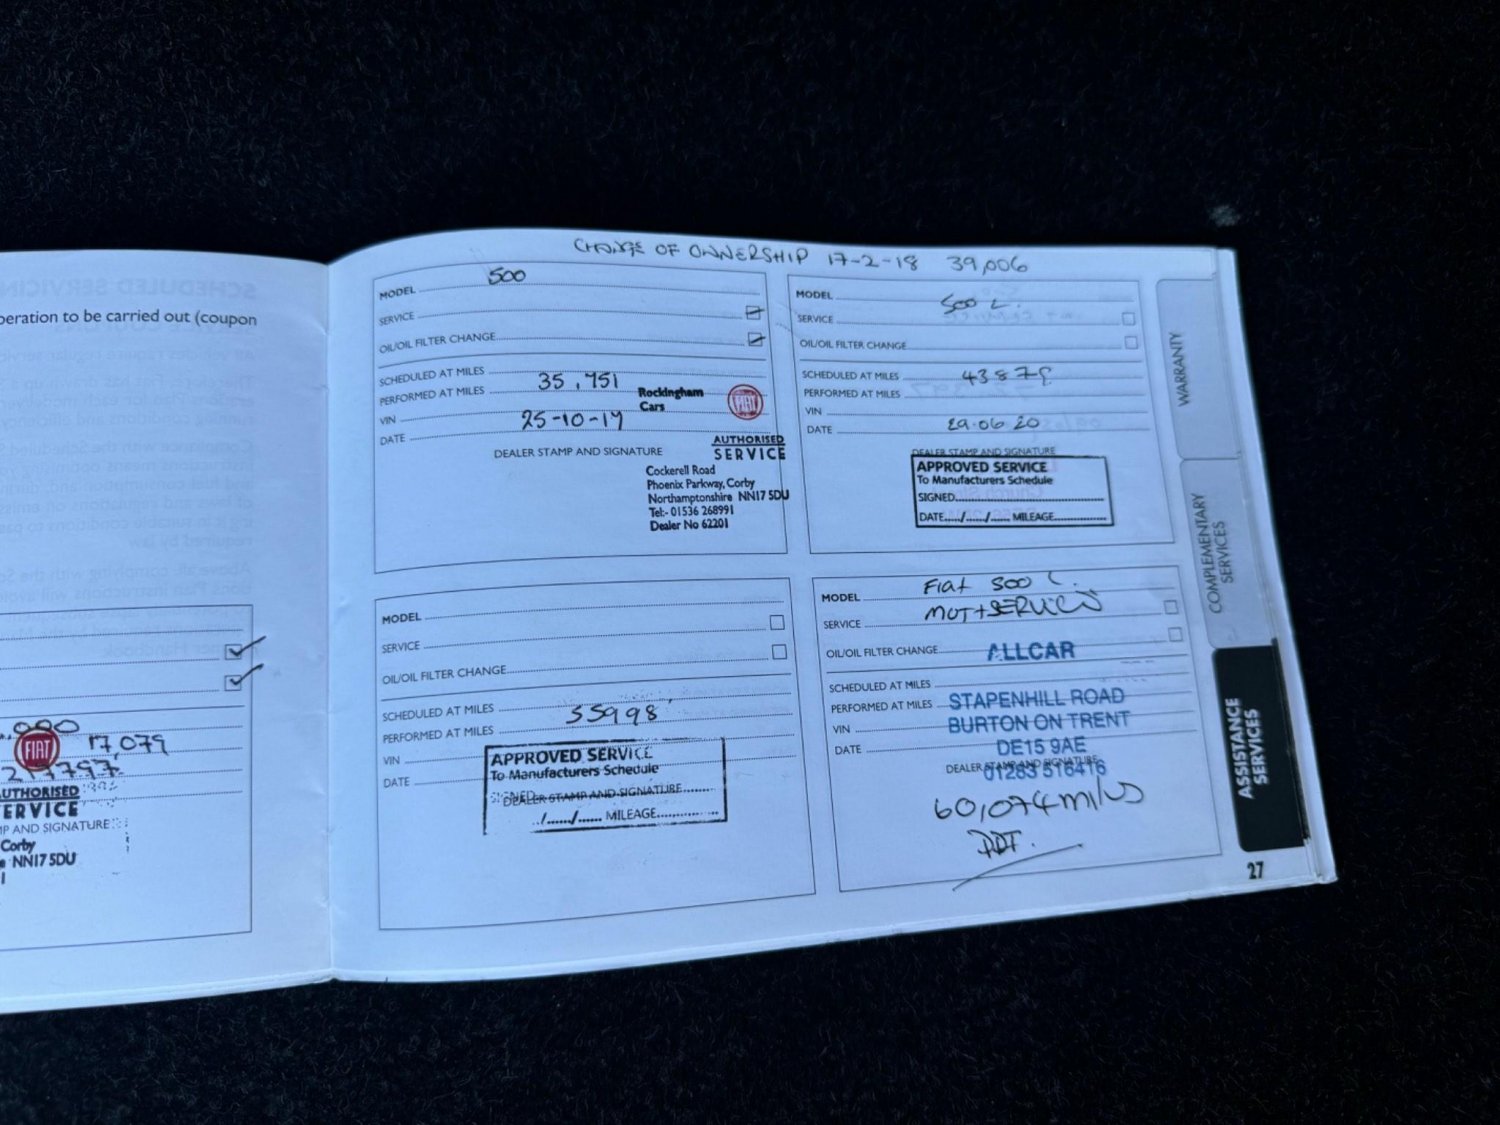 peration to be carried out (coupon
17,079
217797
FIAT
AUTHORISED
ERVICE
P AND SIGNATURE
Corby
NN17 5DU
CHANGE OF OWNERSHIP 17-2-18 39,006
MODEL 500
SERVICE
OIL/OIL FILTER CHANGE
SCHEDULED AT MILES
PERFORMED AT MILES 35,951
VIN
DATE 25-10-17
Rockingham
Cars
FIAT
AUTHORISED
SERVICE
DEALER STAMP AND SIGNATURE
Cockerell Road
Phoenix Parkway, Corby
Northamptonshire NN17 5DU
Tel:- 01536 268991
Dealer No 62201
MODEL 500 L.
SERVICE
OIL/OIL FILTER CHANGE
SCHEDULED AT MILES 43879
PERFORMED AT MILES
VIN
DATE 29.06 20
DEALER STAMP AND SIGNATURE
APPROVED SERVICE
To Manufacturers Schedule
SIGNED
DATE..../...../..... MILEAGE
MODEL
SERVICE
OIL/OIL FILTER CHANGE
SCHEDULED AT MILES 55998
PERFORMED AT MILES
VIN
DATE
APPROVED SERVICE
To Manufacturers Schedule
SIGNED
DEALER STAMP AND SIGNATURE
./....../...... MILEAGE
MODEL Fiat 500 L.
SERVICE MOT+SERVICE
OIL/OIL FILTER CHANGE
ALLCAR
SCHEDULED AT MILES
PERFORMED AT MILES
VIN
DATE
STAPENHILL ROAD
BURTON ON TRENT
DE15 9AE
DEALER STAMP AND SIGNATURE
01283 516416
60,074 miles
WARRANTY
COMPLEMENTARY
SERVICES
ASSISTANCE
SERVICES
27